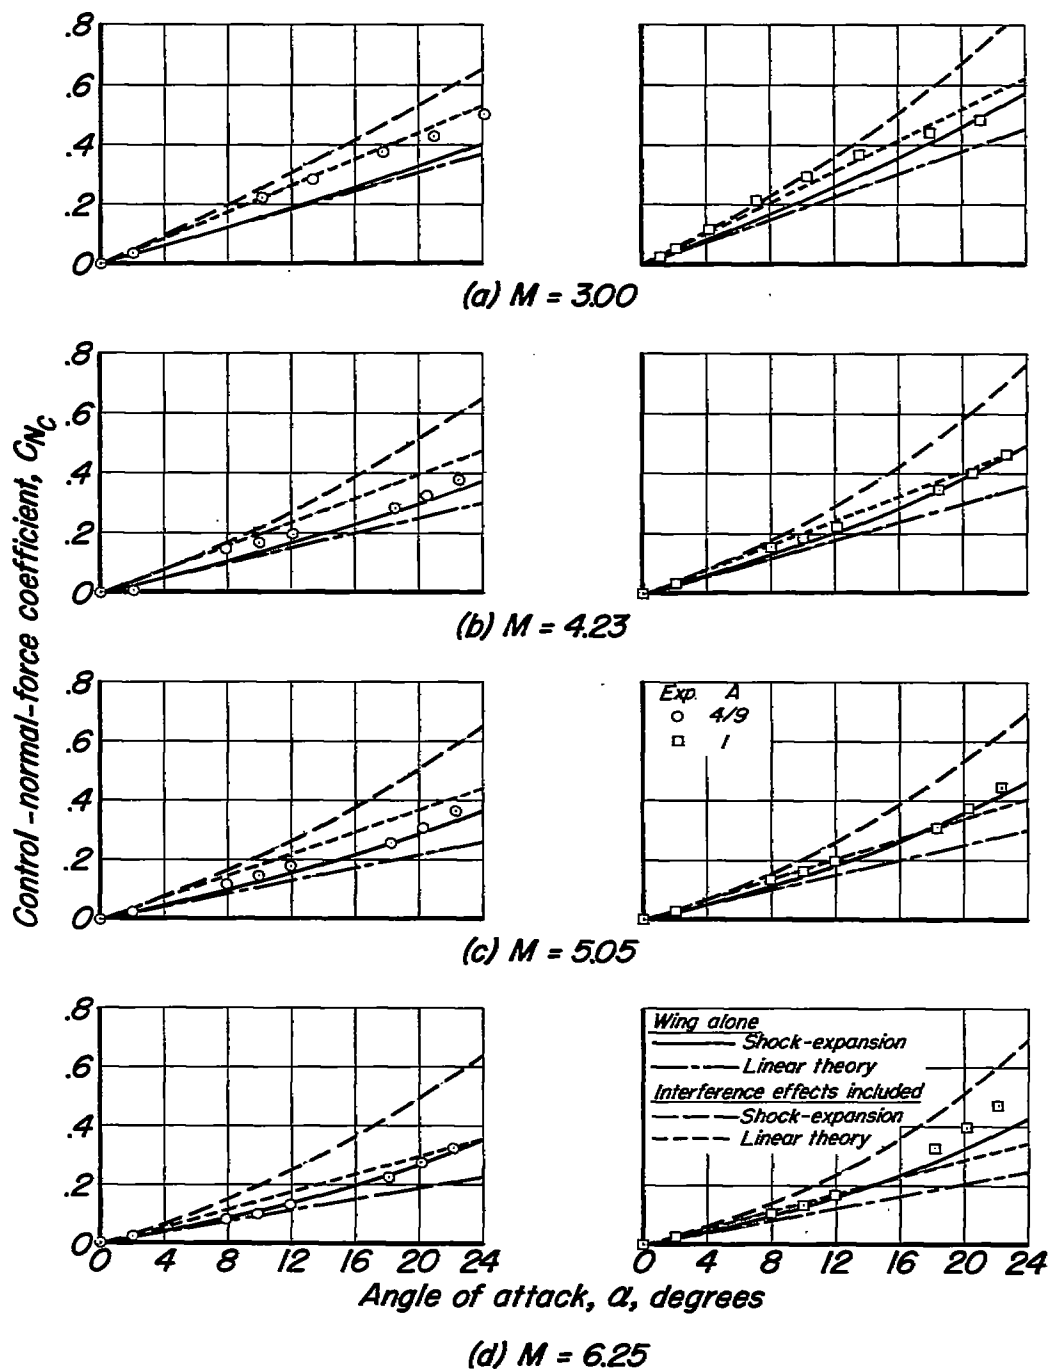 Control-normal-force coefficient, CNc
.8
.6
.4
.2
0
(a) M = 3.00
.8
.6
.4
.2
0
(b) M = 4.23
.8
.6
.4
.2
0
Exp. A
4/9
1
(c) M = 5.05
.8
.6
.4
.2
0
0 4 8 12 16 20 24
Wing alone
Shock-expansion
Linear theory
Interference effects included
Shock-expansion
Linear theory
0 4 8 12 16 20 24
Angle of attack, α, degrees
(d) M = 6.25